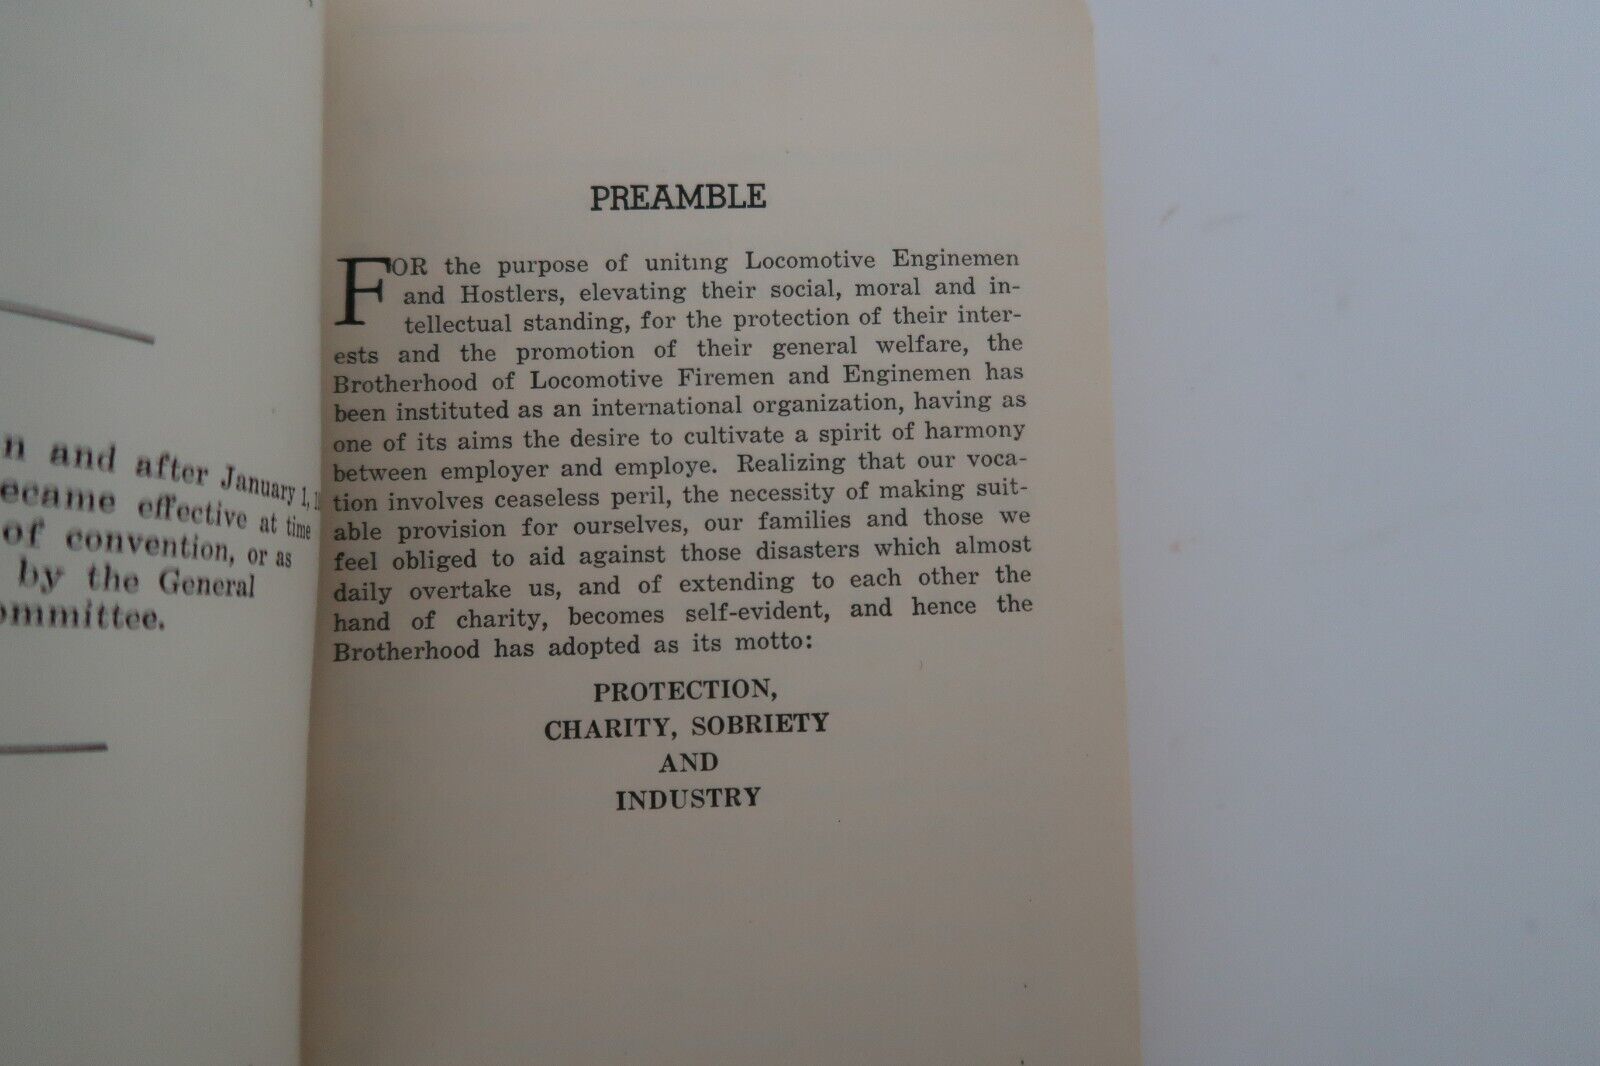 n and after January 1,
ecame effective at time
of convention, or as
by the General
ommittee.
PREAMBLE
FOR the purpose of uniting Locomotive Enginemen
and Hostlers, elevating their social, moral and in-
tellectual standing, for the protection of their inter-
ests and the promotion of their general welfare, the
Brotherhood of Locomotive Firemen and Enginemen has
been instituted as an international organization, having as
one of its aims the desire to cultivate a spirit of harmony
between employer and employe. Realizing that our voca-
tion involves ceaseless peril, the necessity of making suit-
able provision for ourselves, our families and those we
feel obliged to aid against those disasters which almost
daily overtake us, and of extending to each other the
hand of charity, becomes self-evident, and hence the
Brotherhood has adopted as its motto:
PROTECTION,
CHARITY, SOBRIETY
AND
INDUSTRY